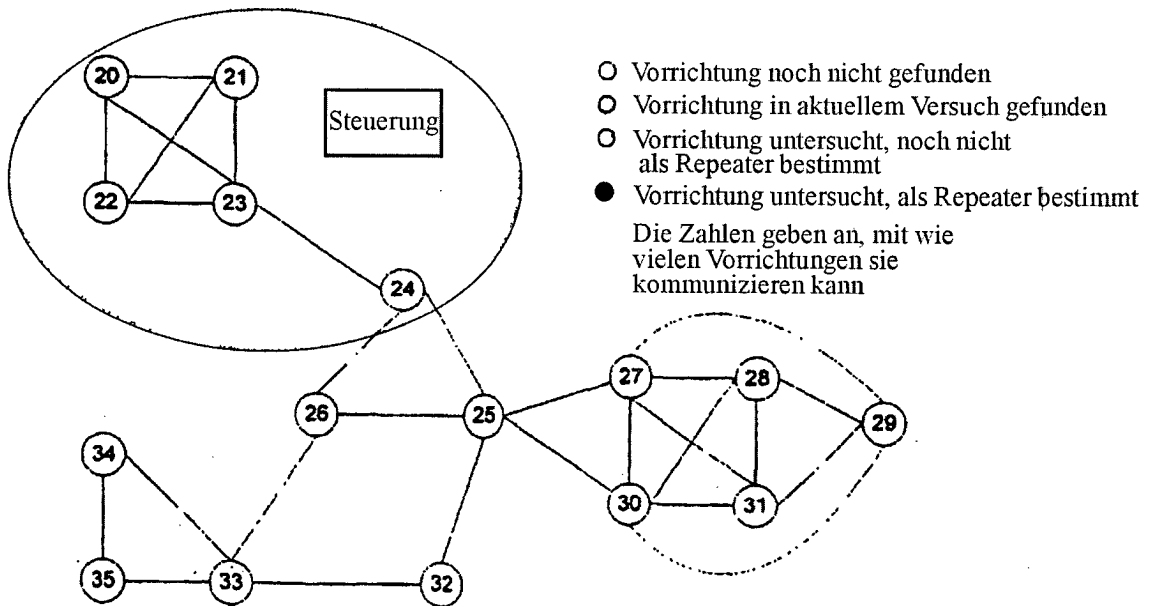 20
21
Steuerung
22
23
24
Vorrichtung noch nicht gefunden
Vorrichtung in aktuellem Versuch gefunden
Vorrichtung untersucht, noch nicht
als Repeater bestimmt
Vorrichtung untersucht, als Repeater bestimmt
Die Zahlen geben an, mit wie
vielen Vorrichtungen sie
kommunizieren kann
26
25
27
28
29
30
31
34
35
33
32